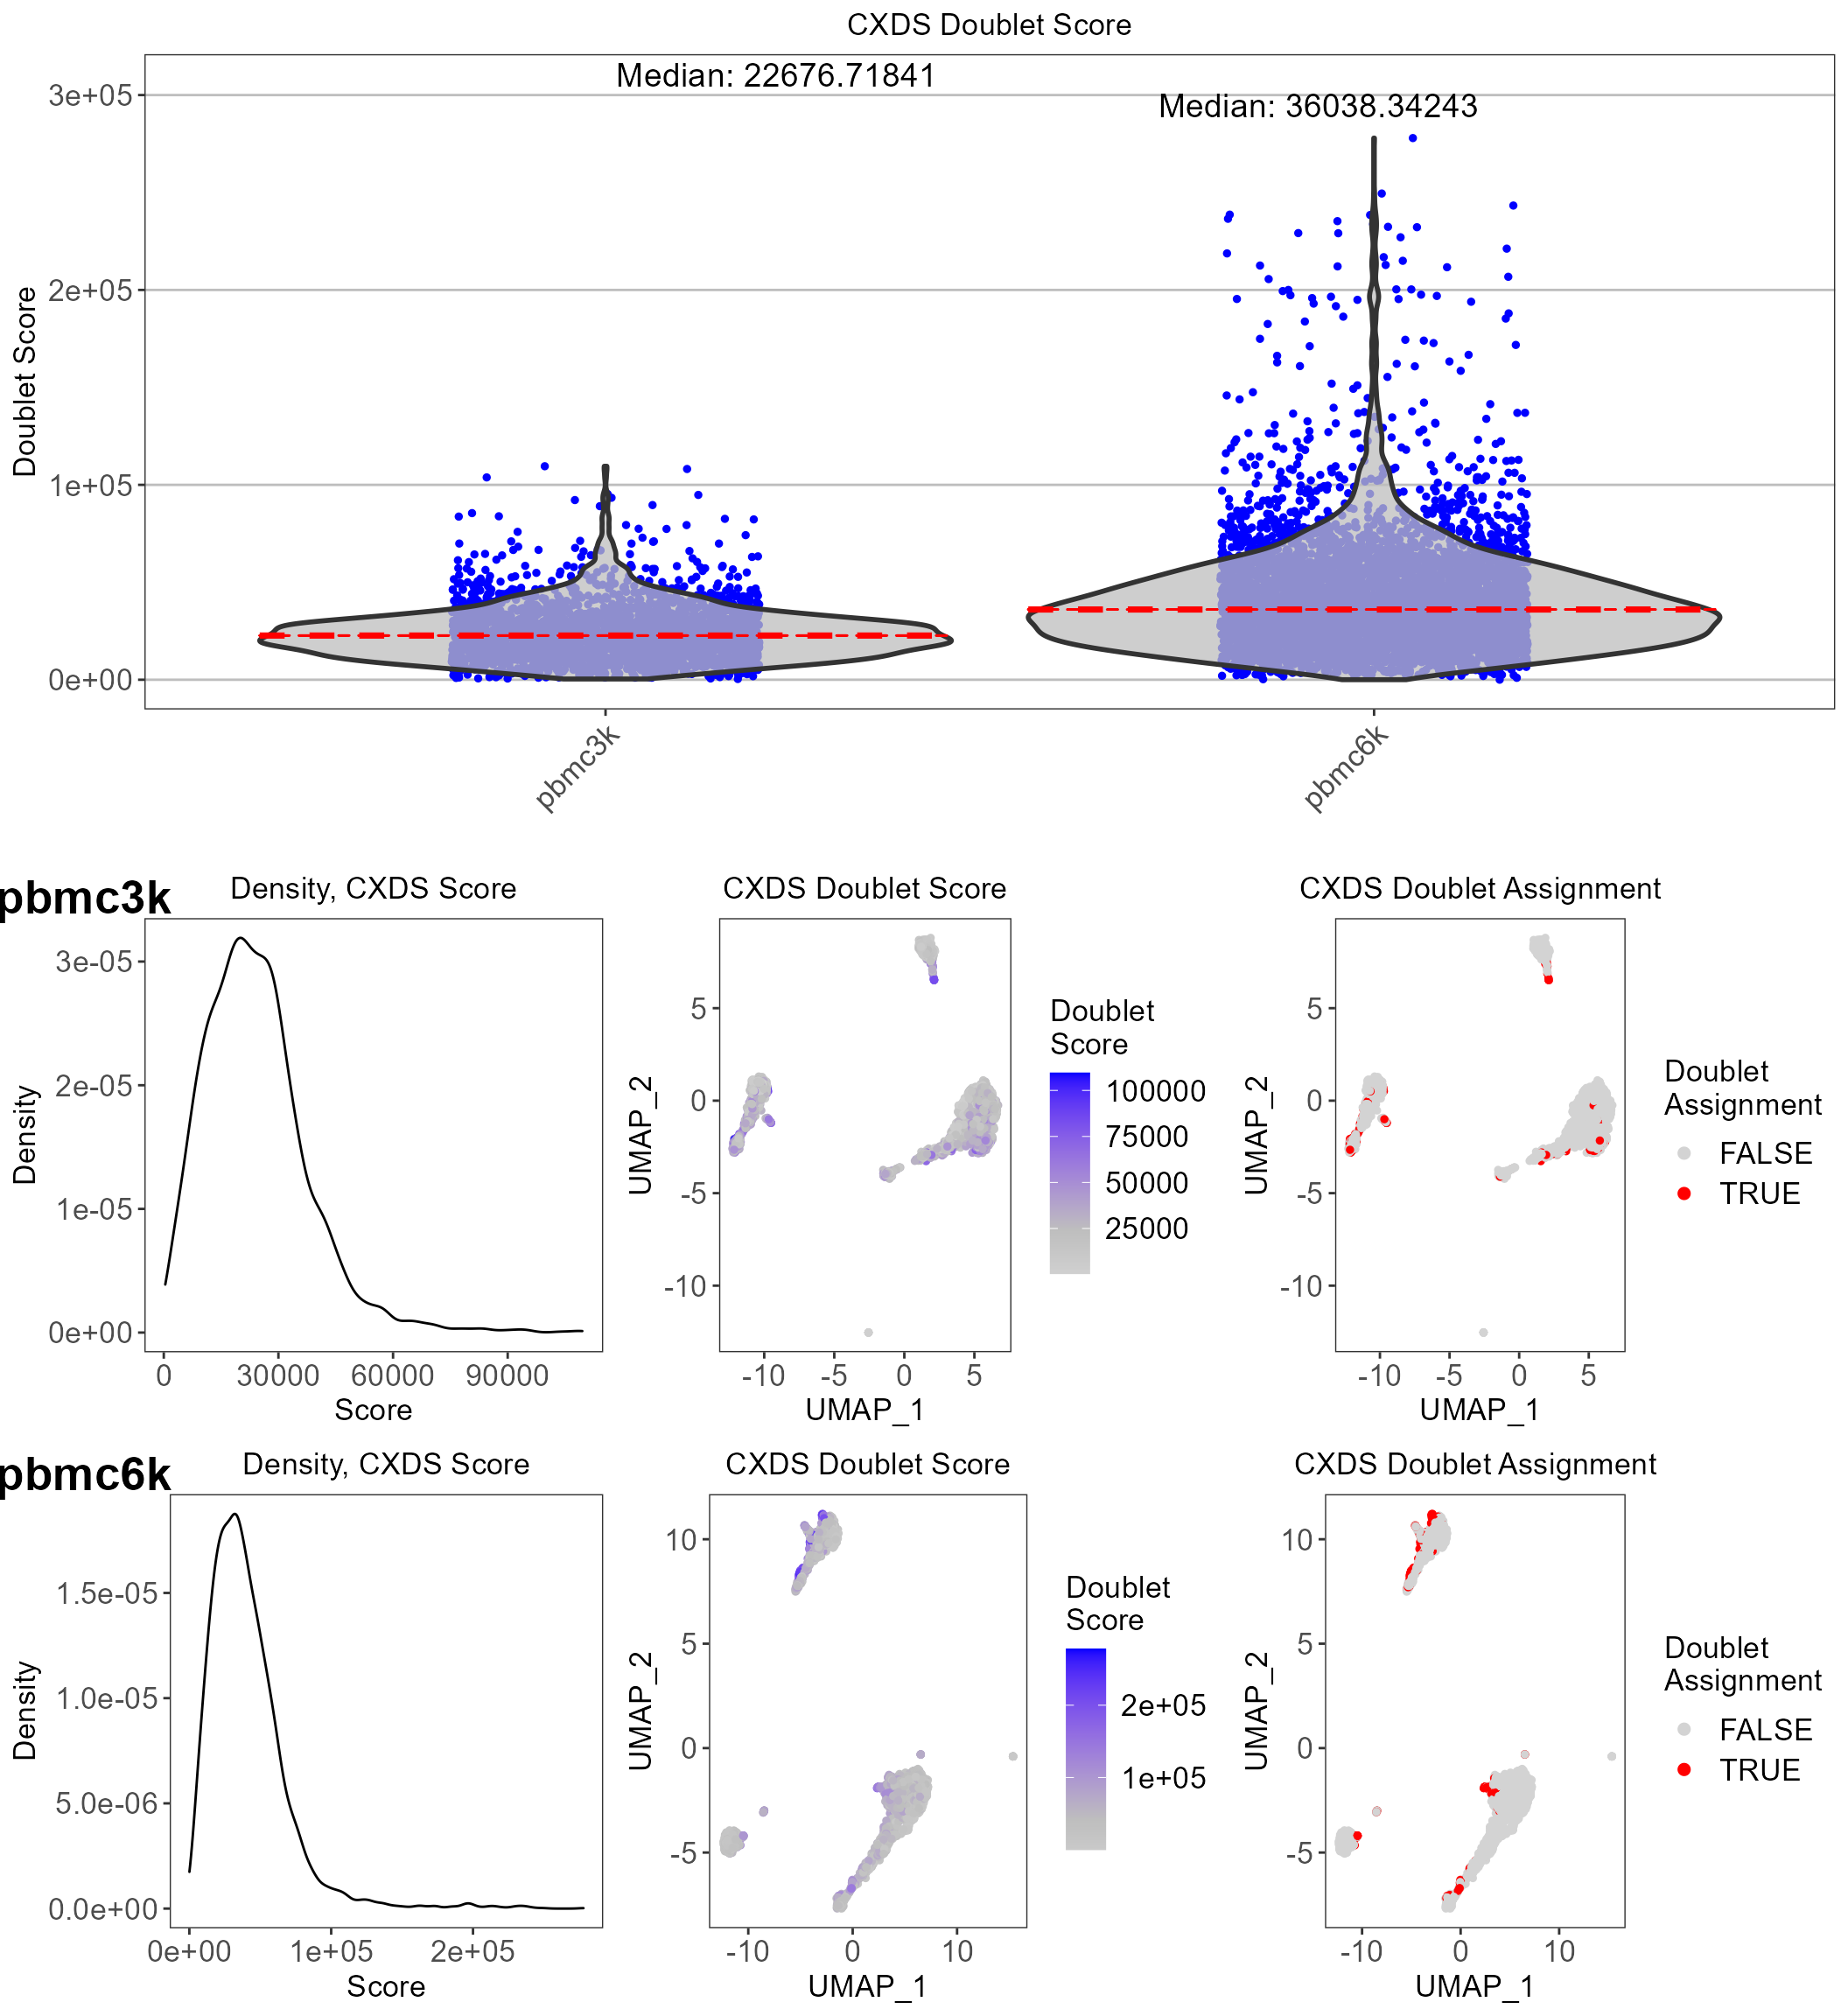 CXDS Doublet Score
Median: 22676.71841
Median: 36038.34243
Doublet Score
3e+05
2e+05
1e+05
0e+00
pbmc3k
pbmc6k
pbmc3k
Density, CXDS Score
Density
3e-05
2e-05
1e-05
0e+00
0 30000 60000 90000
Score
CXDS Doublet Score
UMAP_2
5
0
-5
-10
-10 -5 0 5
UMAP_1
Doublet
Score
100000
75000
50000
25000
CXDS Doublet Assignment
UMAP_2
5
0
-5
-10
-10 -5 0 5
UMAP_1
Doublet
Assignment
FALSE
TRUE
pbmc6k
Density, CXDS Score
Density
1.5e-05
1.0e-05
5.0e-06
0.0e+00
0e+00 1e+05 2e+05
Score
CXDS Doublet Score
UMAP_2
10
5
0
-5
-10 0 10
UMAP_1
Doublet
Score
2e+05
1e+05
CXDS Doublet Assignment
UMAP_2
10
5
0
-5
-10 0 10
UMAP_1
Doublet
Assignment
FALSE
TRUE